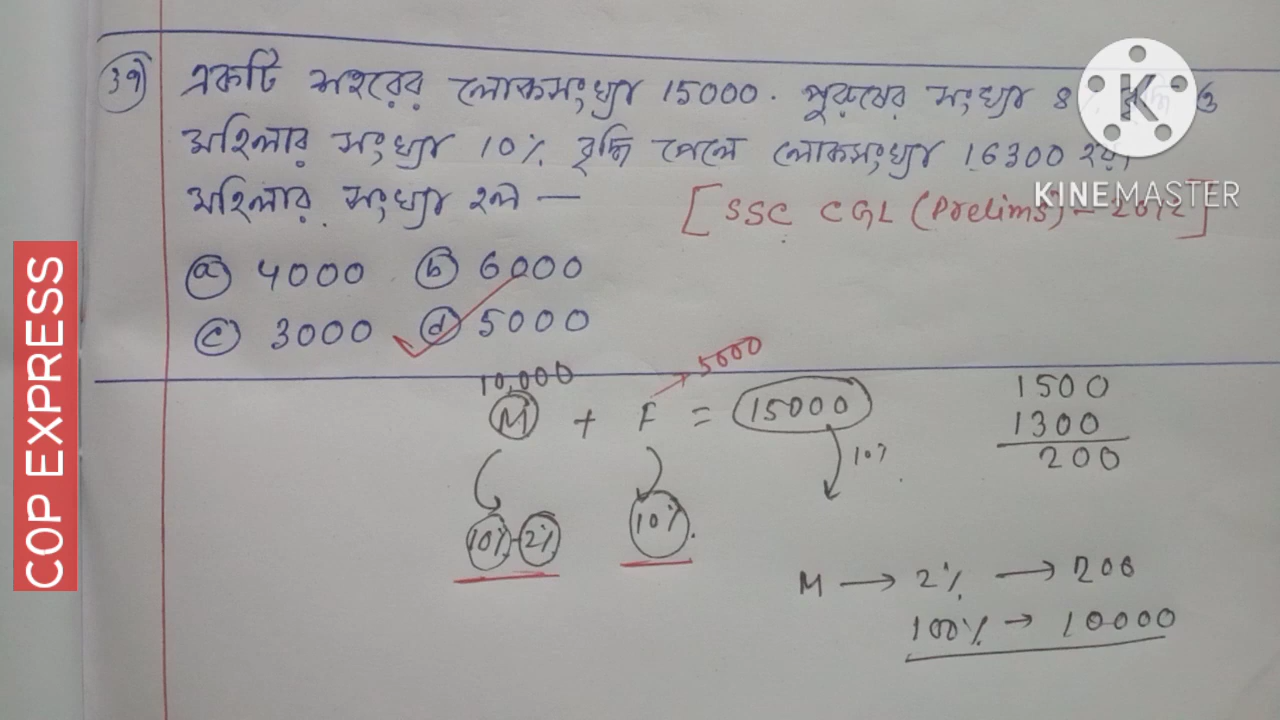 39) একটি শহরের লোকসংখ্যা 15000. পুরুষের সংখ্যা 8 ও
মহিলার সংখ্যা 10% বৃদ্ধি পেলে লোকসংখ্যা 16300 হয়।
মহিলার সংখ্যা হল —
[SSC CGL (Prelims) - 2012]
KINEMASTER
K
(a) 4000 (b) 6000
(c) 3000 (d) 5000
COP EXPRESS
10,000 5000
M + F = 15000
10%
10% - 2% 10%.
1500
1300
200
M → 2% → 200
100% → 10000